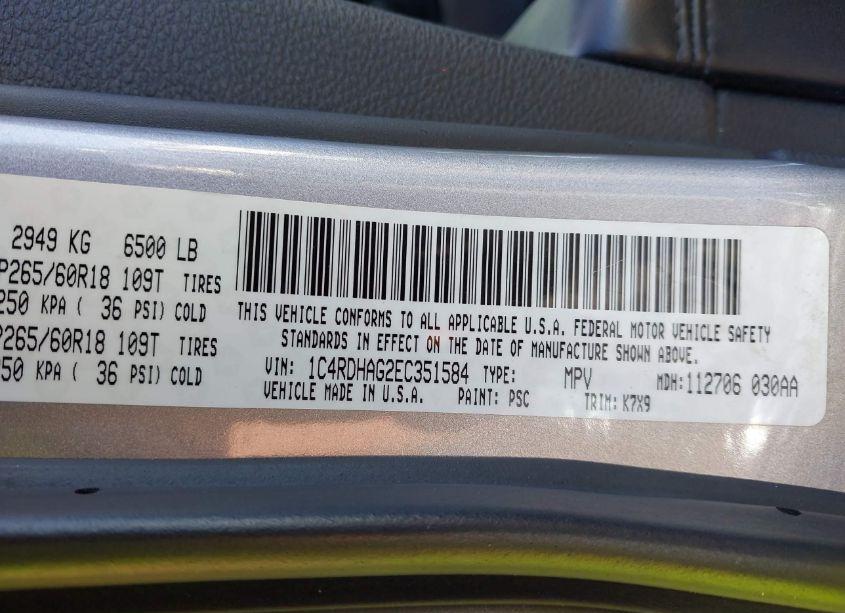 2949 KG 6500 LB
P265/60R18 109T TIRES
250 KPA ( 36 PSI) COLD
P265/60R18 109T TIRES
250 KPA ( 36 PSI) COLD
THIS VEHICLE CONFORMS TO ALL APPLICABLE U.S.A. FEDERAL MOTOR VEHICLE SAFETY
STANDARDS IN EFFECT ON THE DATE OF MANUFACTURE SHOWN ABOVE.
VIN: 1C4RDHAG2EC351584 TYPE: MPV MDH: 112706 030AA
VEHICLE MADE IN U.S.A. PAINT: PSC TRIM: K7X9